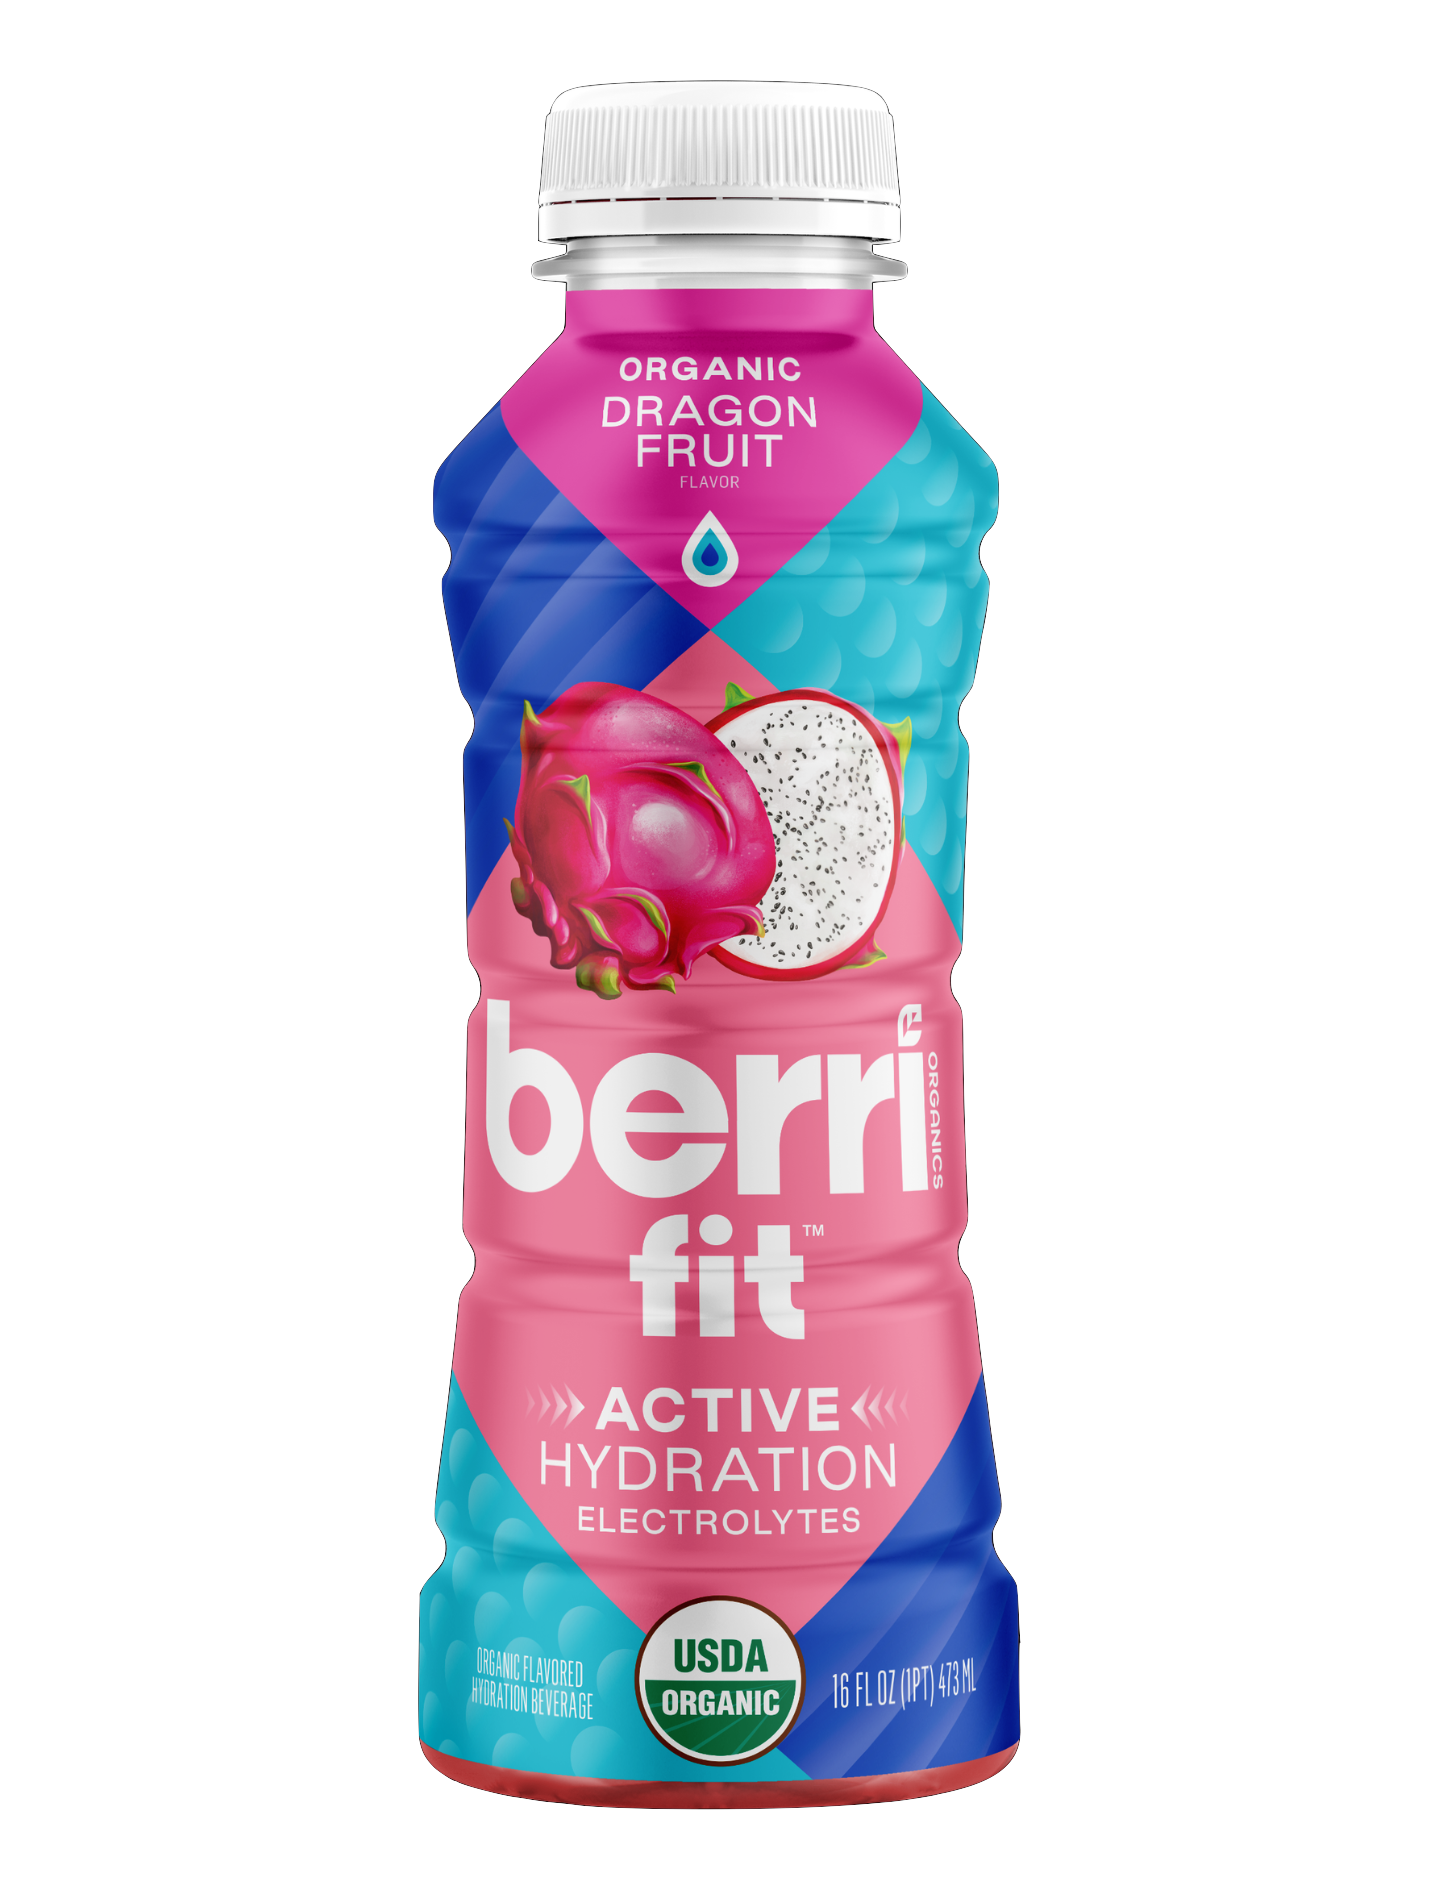 ORGANIC
DRAGON
FRUIT
FLAVOR
berri
ORGANICS
fit™
ACTIVE
HYDRATION
ELECTROLYTES
USDA
ORGANIC
ORGANIC FLAVORED
HYDRATION BEVERAGE
16 FL OZ (1PT) 473 ML